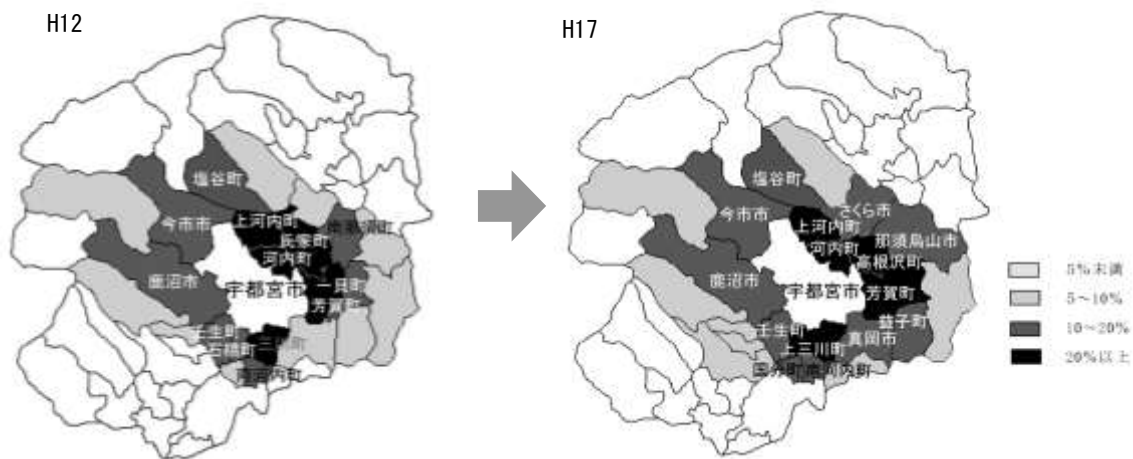 H12
塩谷町
今市市
上河内町
氏家町
河内町
鹿沼市
宇都宮市
芳賀町
壬生町
石橋町
南河内町
H17
塩谷町
今市市
さくら市
上河内町
那須烏山市
河内町
高根沢町
鹿沼市
宇都宮市
芳賀町
益子町
壬生町
真岡市
上三川町
国分寺町
南河内町
5%未満
5~10%
10~20%
20%以上